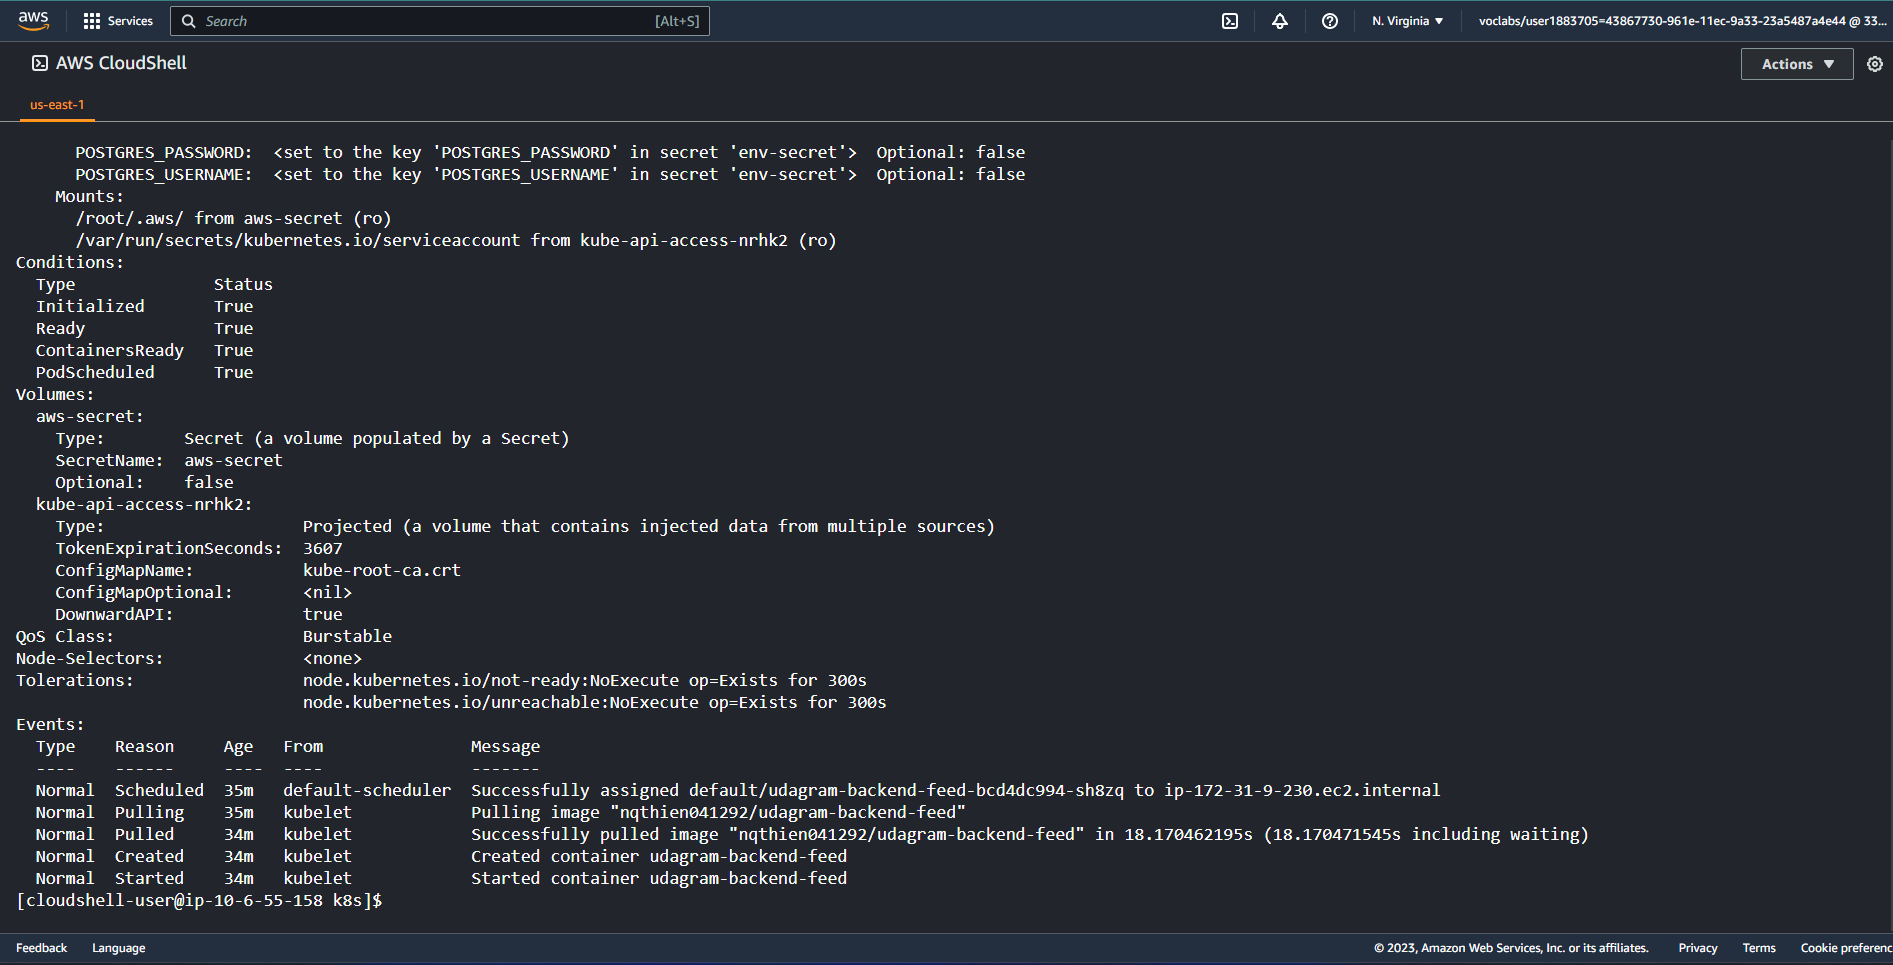 aws Services Search [Alt+S] N. Virginia ▼ voclabs/user1883705=43867730-961e-11ec-9a33-23a5487a4e44 @ 33...
AWS CloudShell Actions ▼
us-east-1
POSTGRES_PASSWORD: <set to the key 'POSTGRES_PASSWORD' in secret 'env-secret'> Optional: false
POSTGRES_USERNAME: <set to the key 'POSTGRES_USERNAME' in secret 'env-secret'> Optional: false
Mounts:
/root/.aws/ from aws-secret (ro)
/var/run/secrets/kubernetes.io/serviceaccount from kube-api-access-nrhk2 (ro)
Conditions:
Type Status
Initialized True
Ready True
ContainersReady True
PodScheduled True
Volumes:
aws-secret:
Type: Secret (a volume populated by a Secret)
SecretName: aws-secret
Optional: false
kube-api-access-nrhk2:
Type: Projected (a volume that contains injected data from multiple sources)
TokenExpirationSeconds: 3607
ConfigMapName: kube-root-ca.crt
ConfigMapOptional: <nil>
DownwardAPI: true
QoS Class: Burstable
Node-Selectors: <none>
Tolerations: node.kubernetes.io/not-ready:NoExecute op=Exists for 300s
node.kubernetes.io/unreachable:NoExecute op=Exists for 300s
Events:
Type Reason Age From Message
---- ------ ---- ---- -------
Normal Scheduled 35m default-scheduler Successfully assigned default/udagram-backend-feed-bcd4dc994-sh8zq to ip-172-31-9-230.ec2.internal
Normal Pulling 35m kubelet Pulling image "nqthien041292/udagram-backend-feed"
Normal Pulled 34m kubelet Successfully pulled image "nqthien041292/udagram-backend-feed" in 18.170462195s (18.170471545s including waiting)
Normal Created 34m kubelet Created container udagram-backend-feed
Normal Started 34m kubelet Started container udagram-backend-feed
[cloudshell-user@ip-10-6-55-158 k8s]$
Feedback Language © 2023, Amazon Web Services, Inc. or its affiliates. Privacy Terms Cookie preferenc